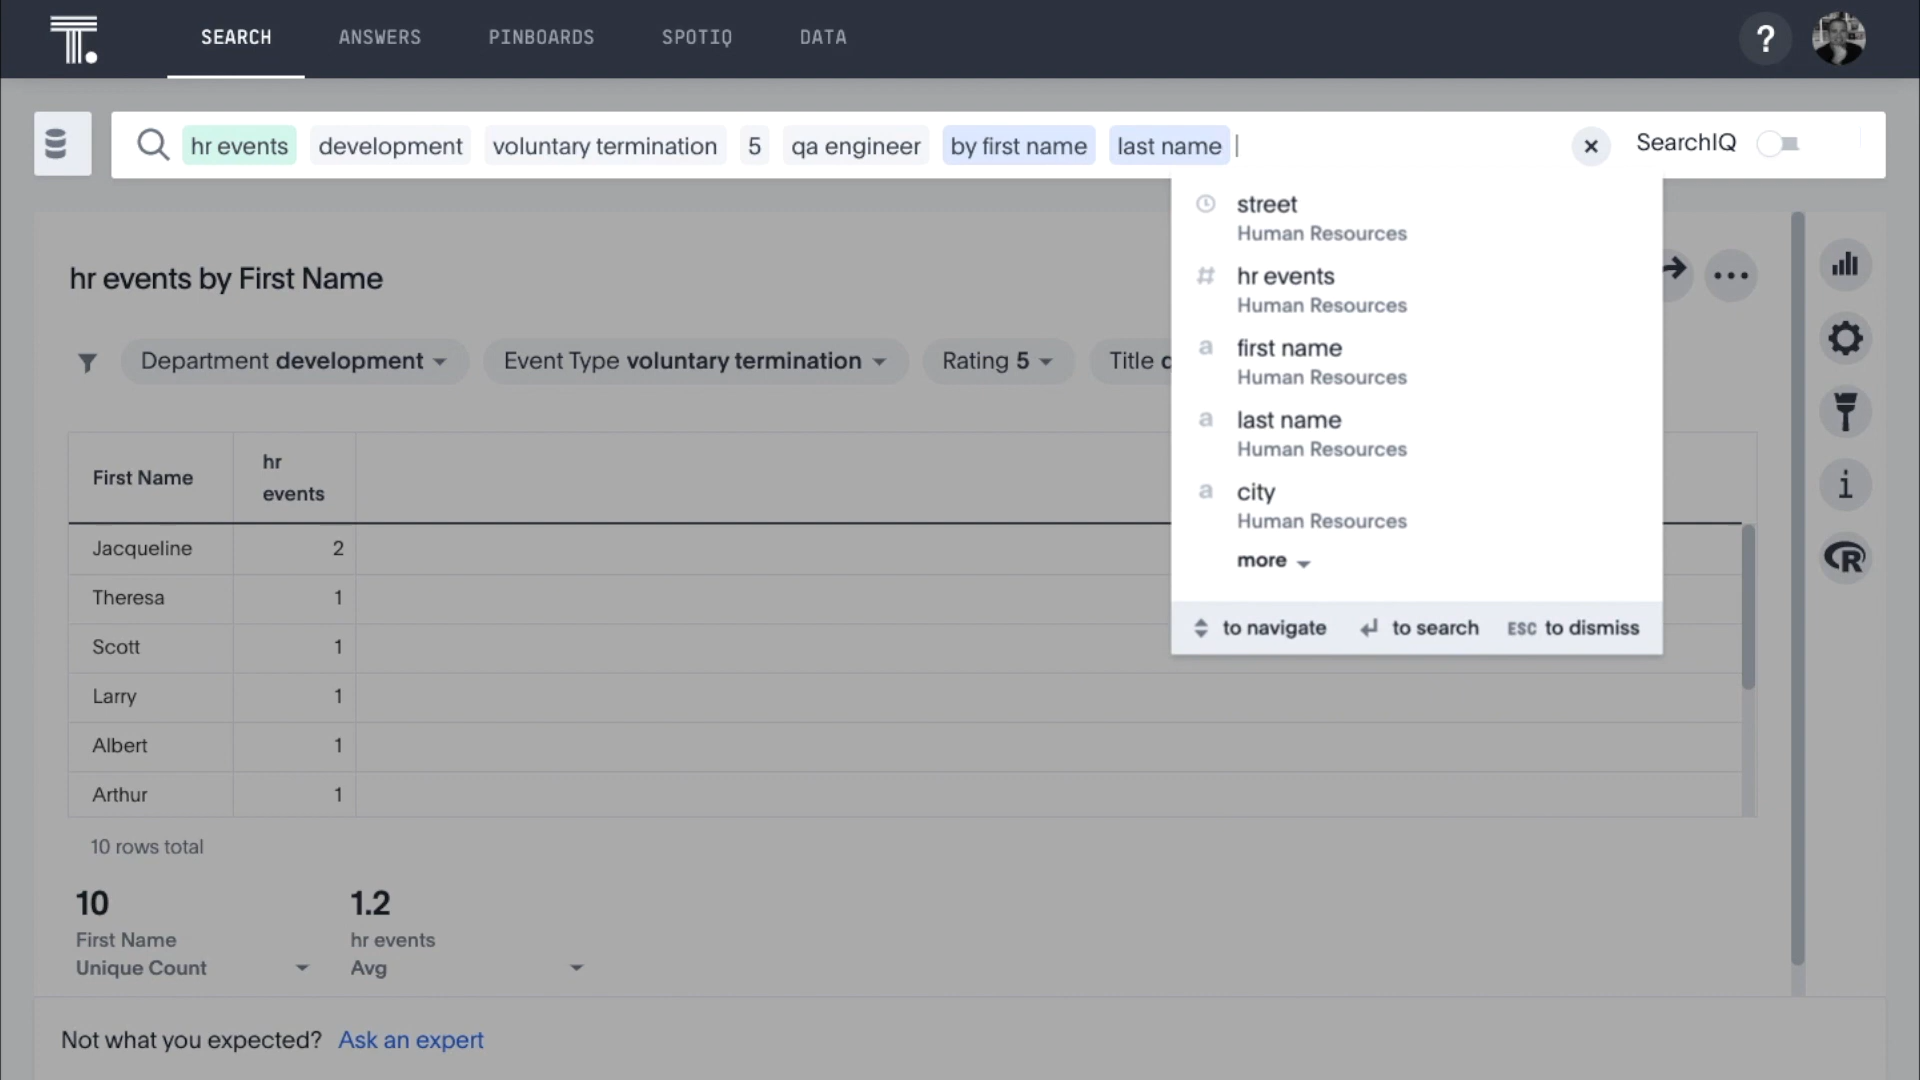 T.
SEARCH ANSWERS PINBOARDS SPOTIQ DATA ?
hr events development voluntary termination 5 qa engineer by first name last name SearchIQ
street
Human Resources
hr events
Human Resources
first name
Human Resources
last name
Human Resources
city
Human Resources
more
to navigate to search ESC to dismiss
hr events by First Name
Department development Event Type voluntary termination Rating 5 Title
First Name hr events
Jacqueline 2
Theresa 1
Scott 1
Larry 1
Albert 1
Arthur 1
10 rows total
10 1.2
First Name hr events
Unique Count Avg
Not what you expected? Ask an expert